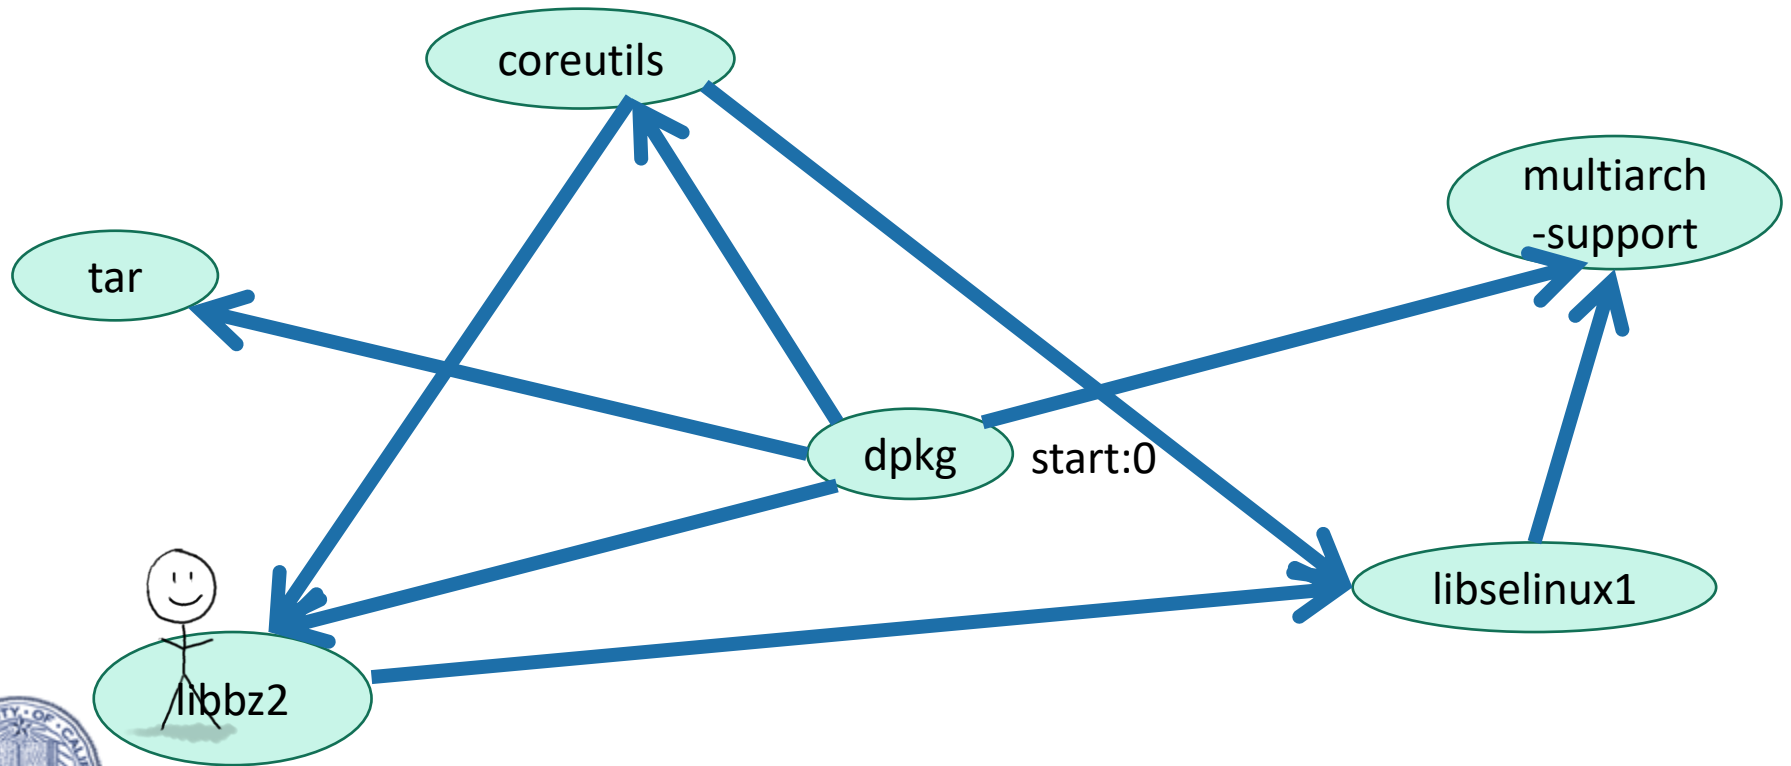 coreutils
multiarch
-support
tar
dpkg
start:0
libselinux1
libbz2